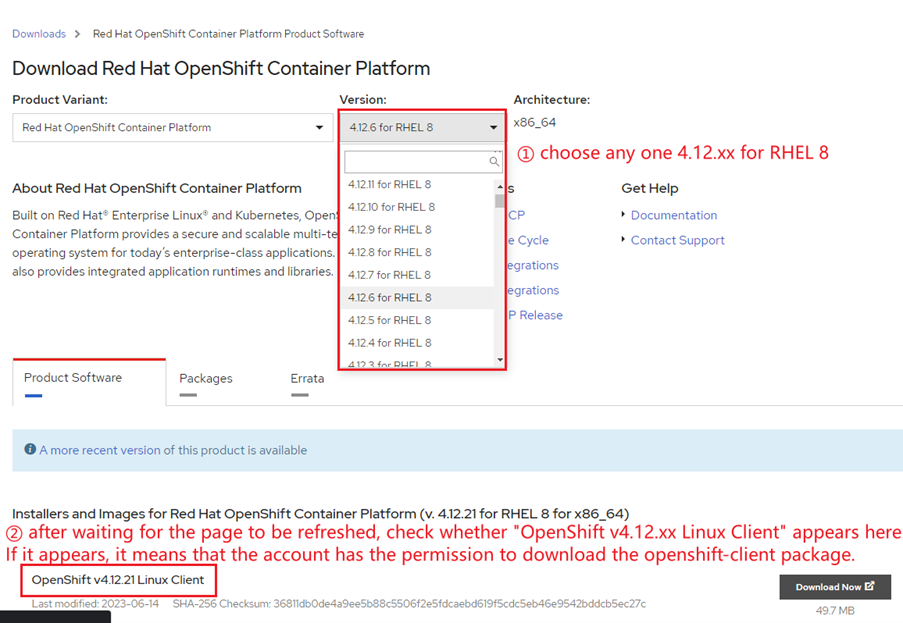 Downloads > Red Hat OpenShift Container Platform Product Software
Download Red Hat OpenShift Container Platform
Product Variant: Version: Architecture:
Red Hat OpenShift Container Platform 4.12.6 for RHEL 8 x86_64
① choose any one 4.12.xx for RHEL 8
4.12.11 for RHEL 8
4.12.10 for RHEL 8
4.12.9 for RHEL 8
4.12.8 for RHEL 8
4.12.7 for RHEL 8
4.12.6 for RHEL 8
4.12.5 for RHEL 8
4.12.4 for RHEL 8
4.12.3 for RHEL 8
About Red Hat OpenShift Container Platform
Built on Red Hat® Enterprise Linux® and Kubernetes, OpenS
Container Platform provides a secure and scalable multi-te
operating system for today's enterprise-class applications.
also provides integrated application runtimes and libraries.
s
CP
e Cycle
egrations
egrations
P Release
Get Help
Documentation
Contact Support
Product Software Packages Errata
A more recent version of this product is available
Installers and Images for Red Hat OpenShift Container Platform (v. 4.12.21 for RHEL 8 for x86_64)
② after waiting for the page to be refreshed, check whether "OpenShift v4.12.xx Linux Client" appears here
If it appears, it means that the account has the permission to download the openshift-client package.
OpenShift v4.12.21 Linux Client
Download Now
Last modified: 2023-06-14 SHA-256 Checksum: 36811db0de4a9ee5b88c5506f2e5fdcaebd619f5cdc5eb46e9542bddcb5ec27c
49.7 MB